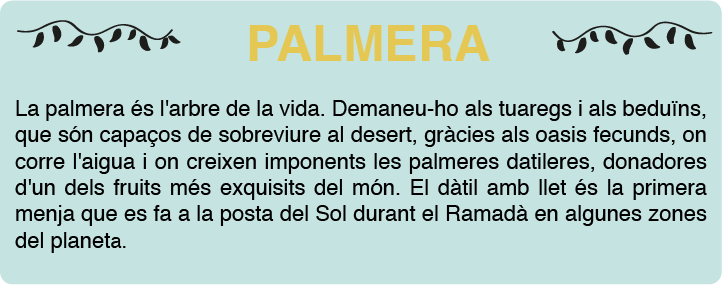 PALMERA
La palmera és l'arbre de la vida. Demaneu-ho als tuaregs i als beduïns,
que són capaços de sobreviure al desert, gràcies als oasis fecunds, on
corre l'aigua i on creixen imponents les palmeres datileres, donadores
d'un dels fruits més exquisits del món. El dàtil amb llet és la primera
menja que es fa a la posta del Sol durant el Ramadà en algunes zones
del planeta.